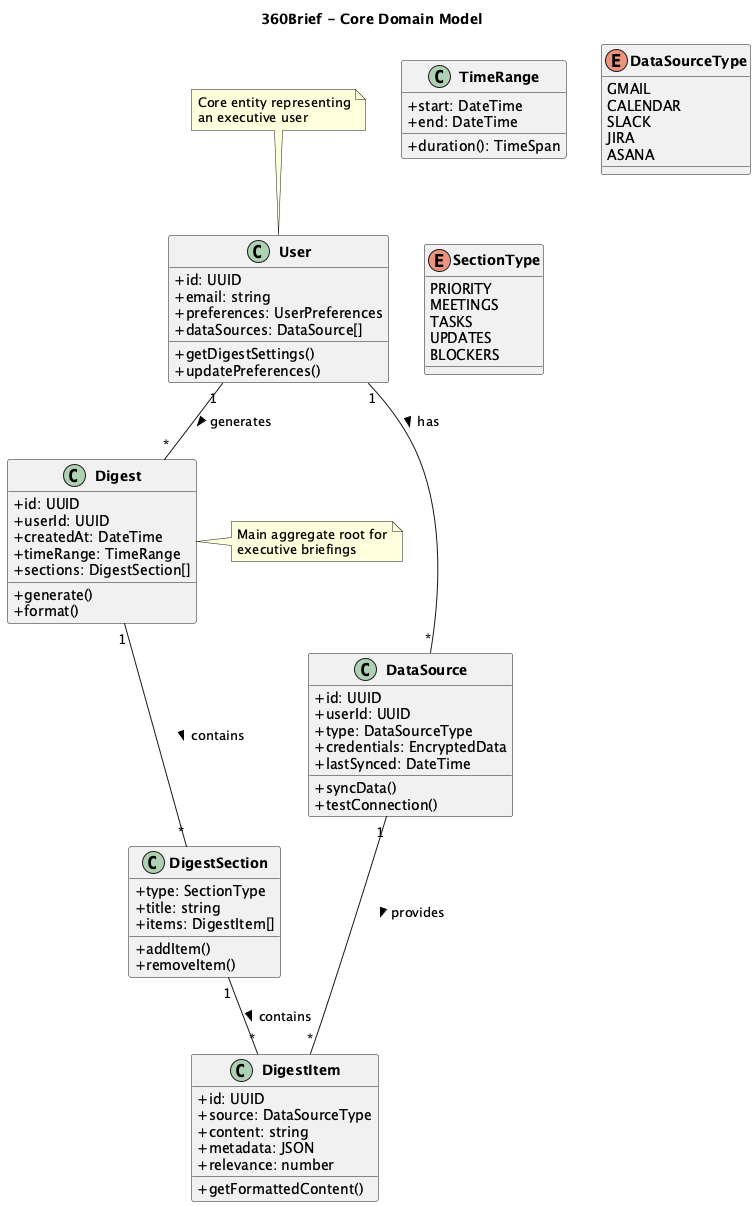 360Brief – Core Domain Model
Core entity representing
an executive user
C TimeRange
+start: DateTime
+end: DateTime
+duration(): TimeSpan
E DataSourceType
GMAIL
CALENDAR
SLACK
JIRA
ASANA
C User
+id: UUID
+email: string
+preferences: UserPreferences
+dataSources: DataSource[]
+getDigestSettings()
+updatePreferences()
E SectionType
PRIORITY
MEETINGS
TASKS
UPDATES
BLOCKERS
1
generates
*
1
has
*
C Digest
+id: UUID
+userId: UUID
+createdAt: DateTime
+timeRange: TimeRange
+sections: DigestSection[]
+generate()
+format()
Main aggregate root for
executive briefings
1
contains
*
C DataSource
+id: UUID
+userId: UUID
+type: DataSourceType
+credentials: EncryptedData
+lastSynced: DateTime
+syncData()
+testConnection()
1
provides
*
C DigestSection
+type: SectionType
+title: string
+items: DigestItem[]
+addItem()
+removeItem()
1
contains
*
C DigestItem
+id: UUID
+source: DataSourceType
+content: string
+metadata: JSON
+relevance: number
+getFormattedContent()